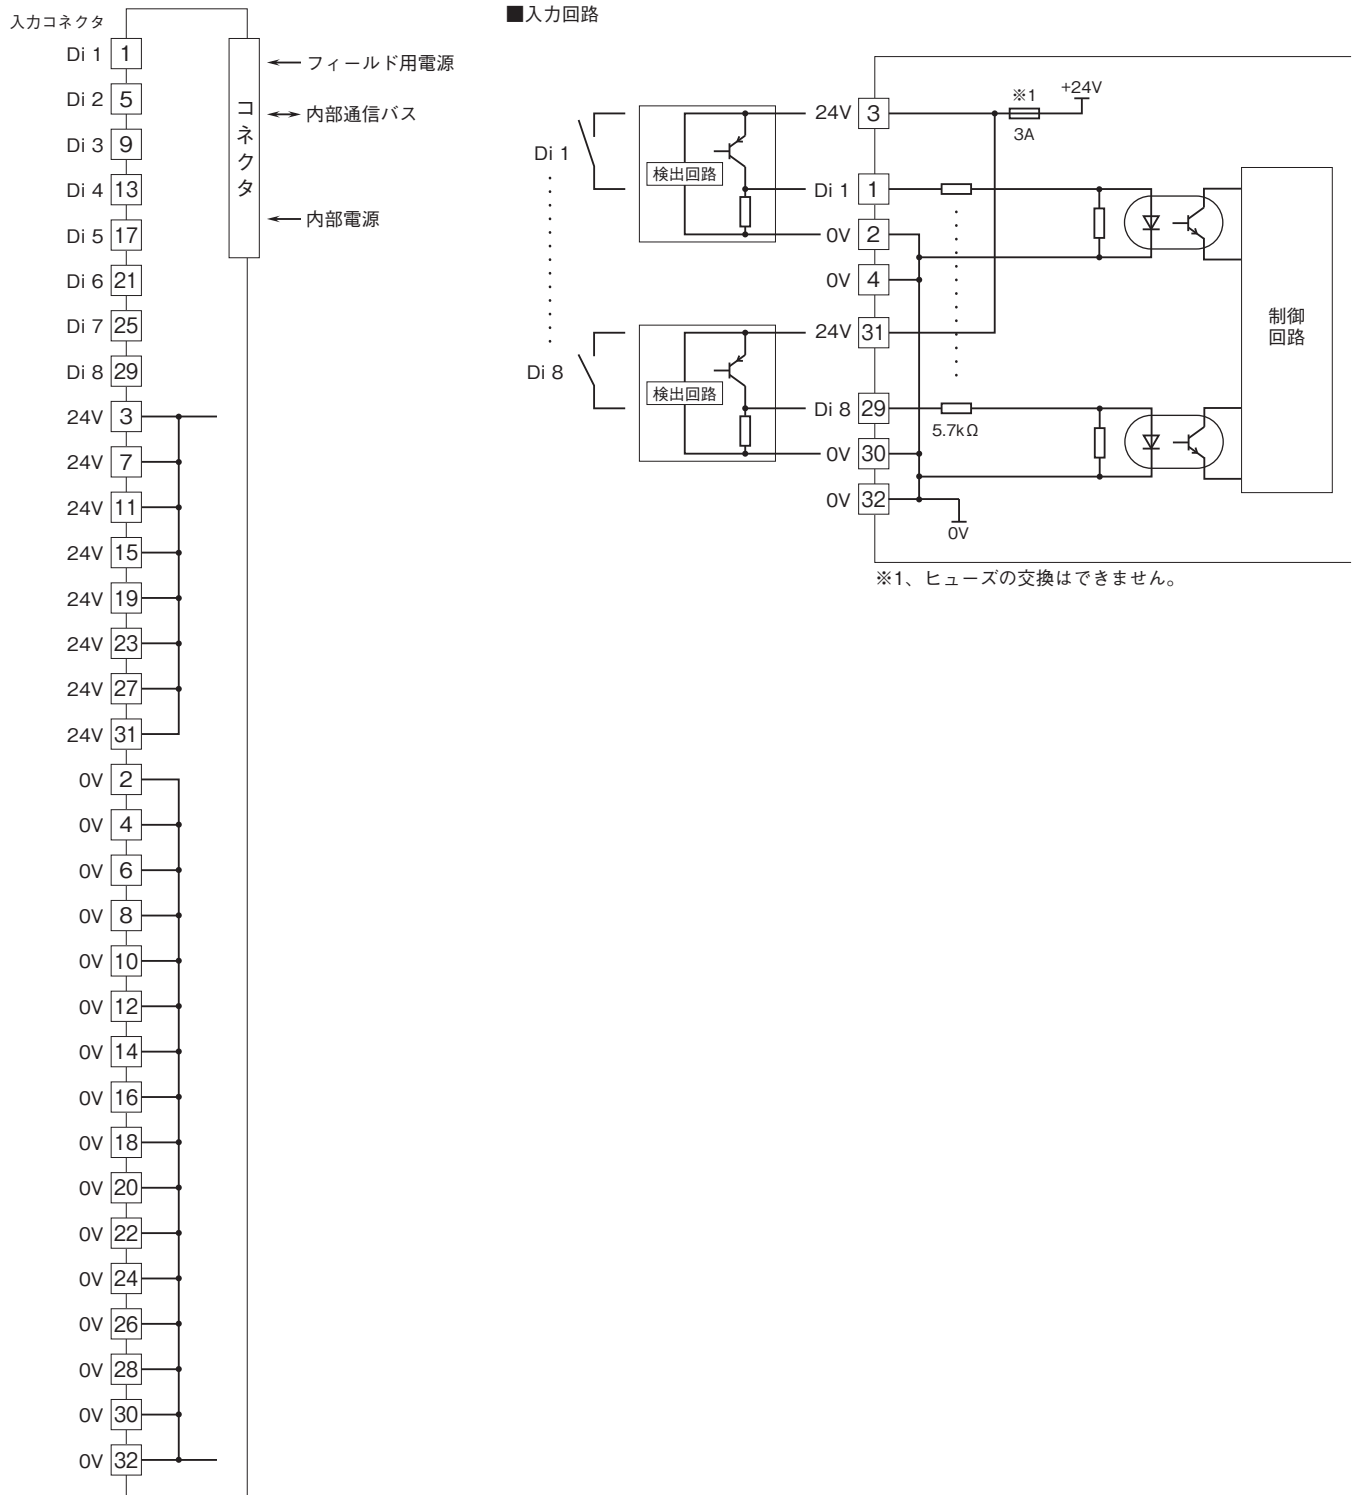 入力コネクタ
Di 1 1
Di 2 5
Di 3 9
Di 4 13
Di 5 17
Di 6 21
Di 7 25
Di 8 29
24V 3
24V 7
24V 11
24V 15
24V 19
24V 23
24V 27
24V 31
0V 2
0V 4
0V 6
0V 8
0V 10
0V 12
0V 14
0V 16
0V 18
0V 20
0V 22
0V 24
0V 26
0V 28
0V 30
0V 32
コネクタ
フィールド用電源
内部通信バス
内部電源
■入力回路
Di 1
検出回路
Di 8
検出回路
24V 3
Di 1 1
0V 2
0V 4
24V 31
Di 8 29
0V 30
0V 32
※1
3A
+24V
5.7kΩ
0V
制御
回路
※1、ヒューズの交換はできません。